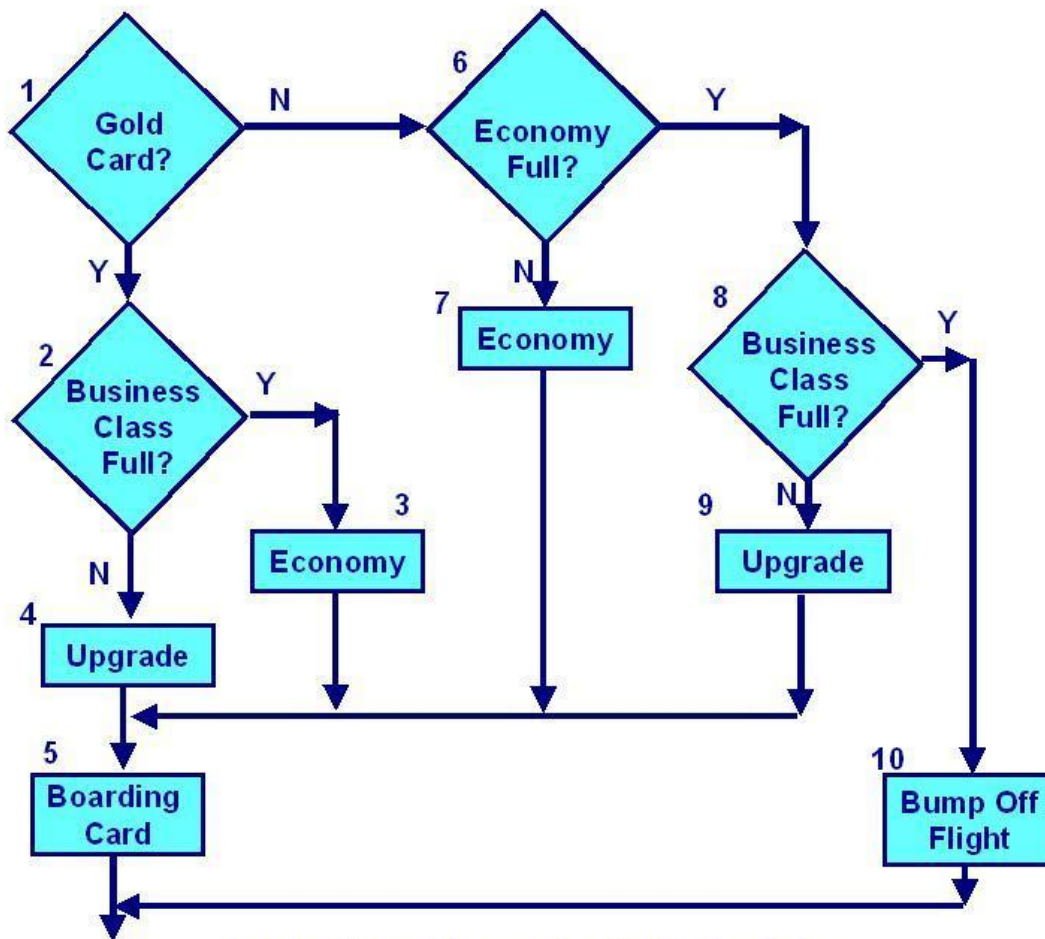 1
Gold
Card?
N
Y
6
Economy
Full?
Y
N
2
Business
Class
Full?
Y
N
7
Economy
8
Business
Class
Full?
Y
N
3
Economy
9
Upgrade
4
Upgrade
5
Boarding
Card
10
Bump Off
Flight